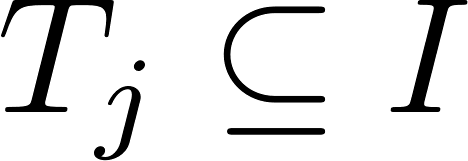 T_j ⊆ I